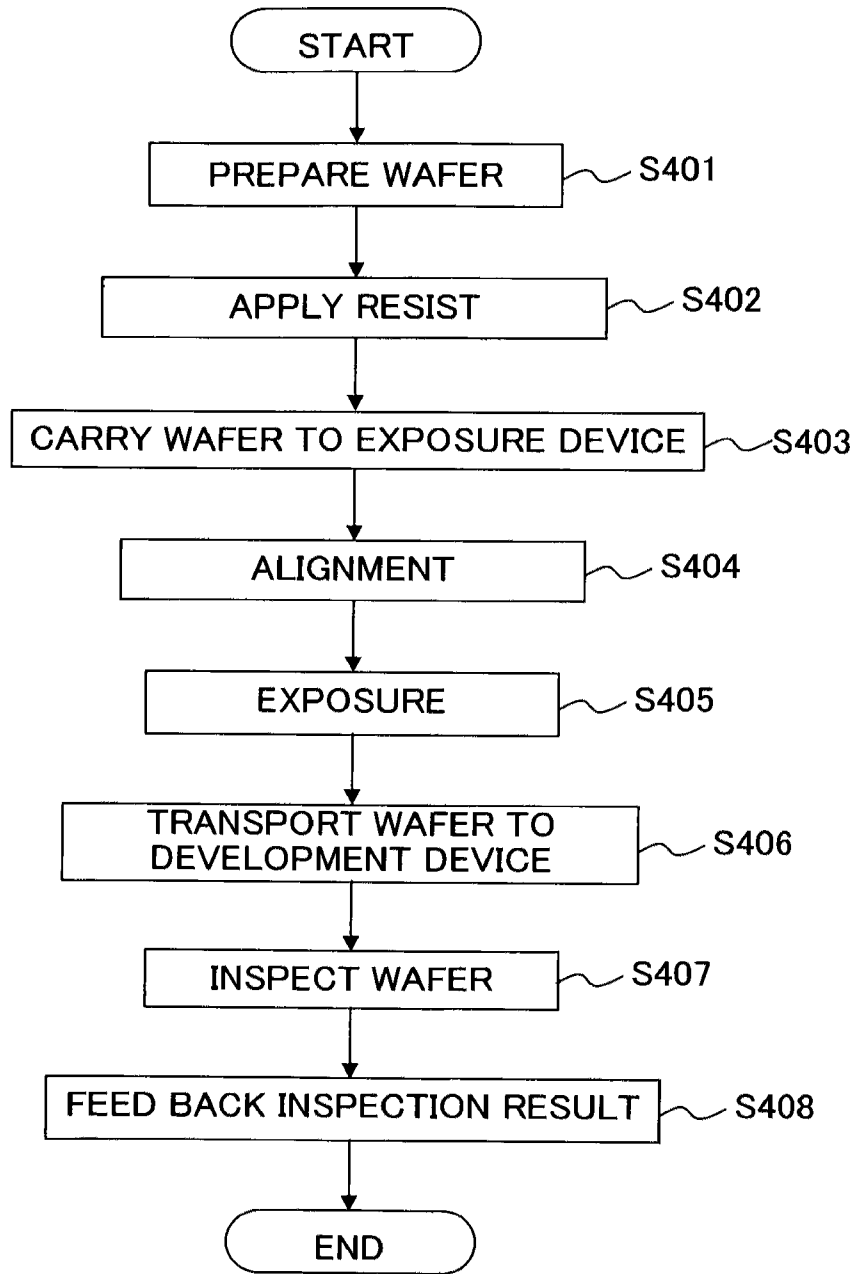 START
PREPARE WAFER
S401
APPLY RESIST
S402
CARRY WAFER TO EXPOSURE DEVICE
S403
ALIGNMENT
S404
EXPOSURE
S405
TRANSPORT WAFER TO
DEVELOPMENT DEVICE
S406
INSPECT WAFER
S407
FEED BACK INSPECTION RESULT
S408
END